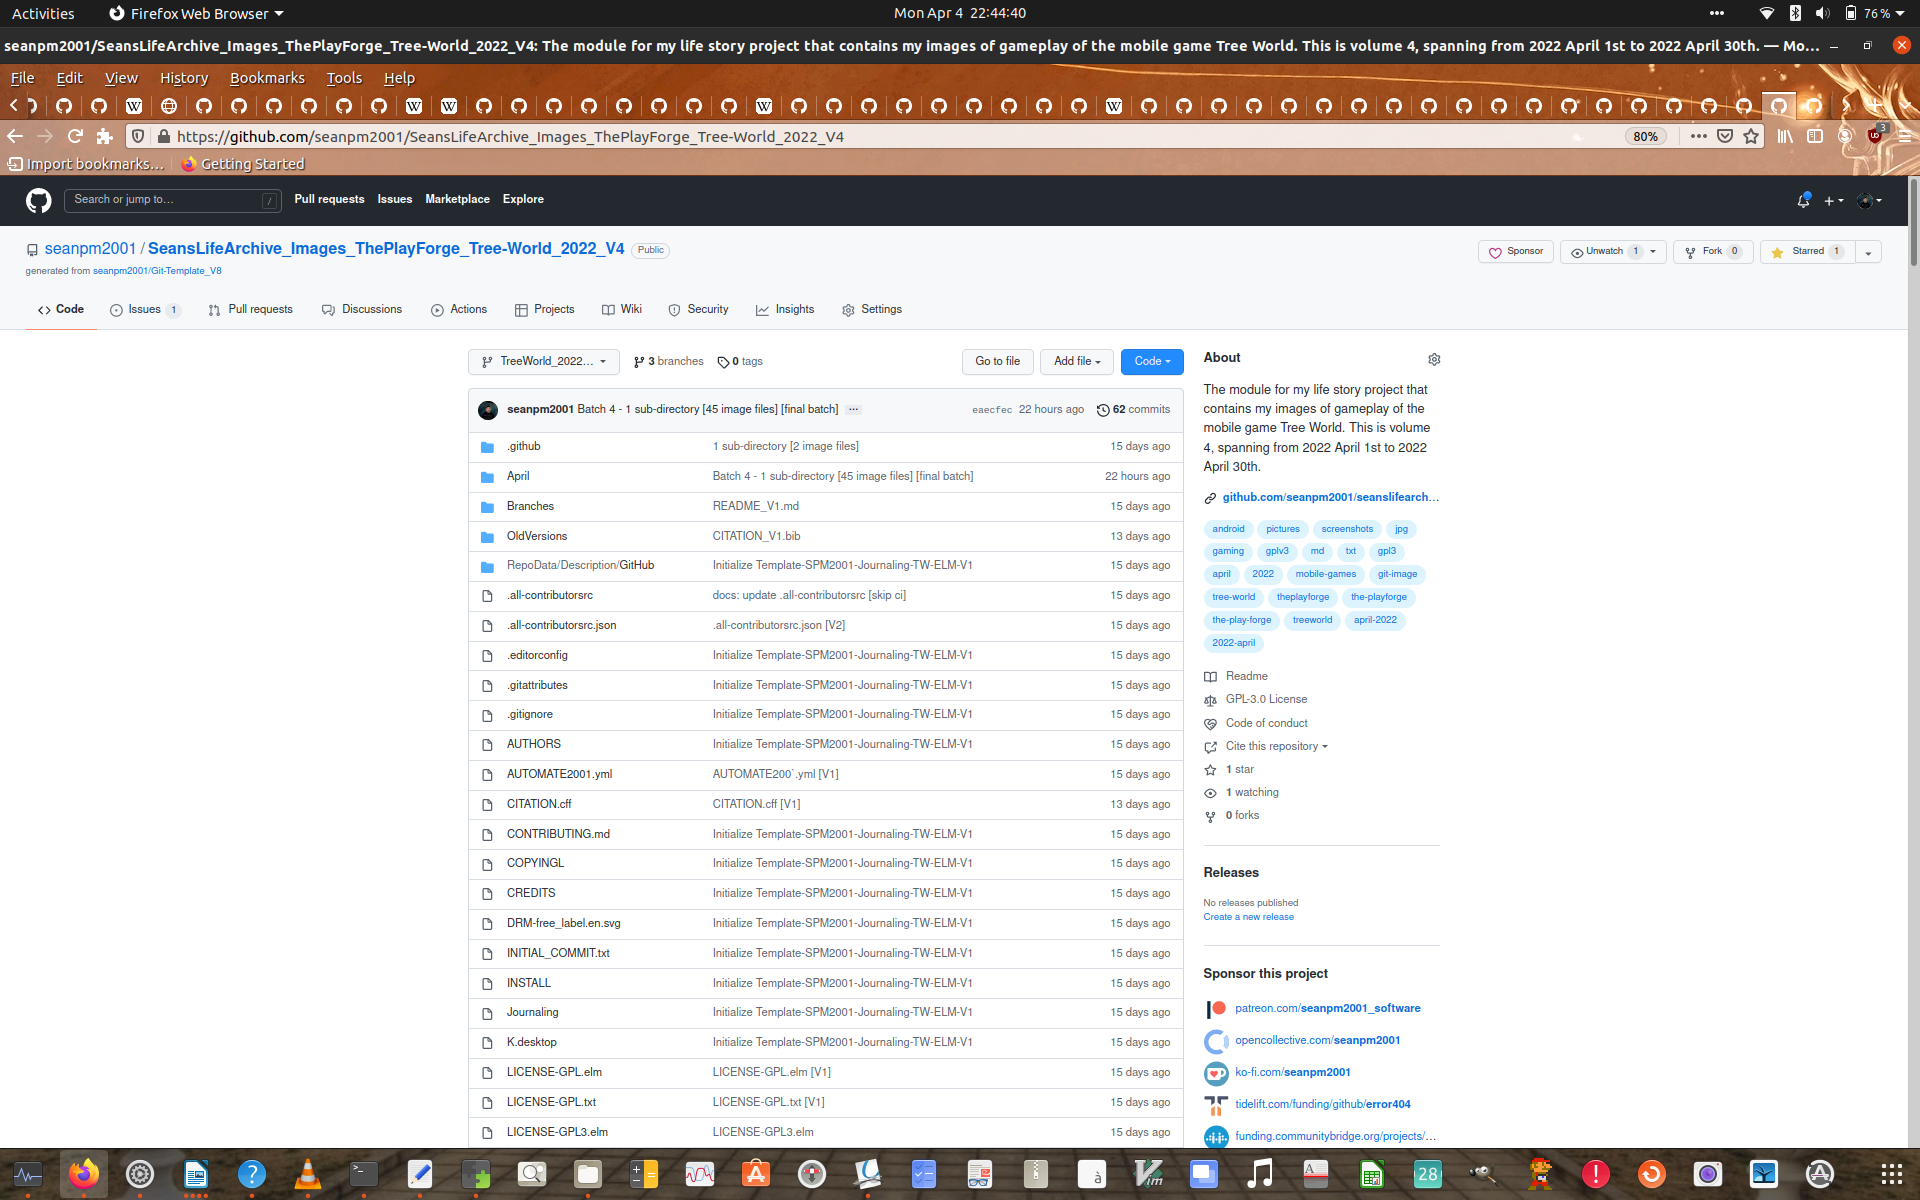 Activities Firefox Web Browser Mon Apr 4 22:44:40 76 %
seanpm2001/SeansLifeArchive_Images_ThePlayForge_Tree-World_2022_V4: The module for my life story project that contains my images of gameplay of the mobile game Tree World. This is volume 4, spanning from 2022 April 1st to 2022 April 30th. — Mo…
File Edit View History Bookmarks Tools Help
https://github.com/seanpm2001/SeansLifeArchive_Images_ThePlayForge_Tree-World_2022_V4 80% 3
Import bookmarks… Getting Started
Search or jump to… / Pull requests Issues Marketplace Explore
seanpm2001 / SeansLifeArchive_Images_ThePlayForge_Tree-World_2022_V4 Public Sponsor Unwatch 1 Fork 0 Starred 1
generated from seanpm2001/Git-Template_V8
Code Issues 1 Pull requests Discussions Actions Projects Wiki Security Insights Settings
TreeWorld_2022… 3 branches 0 tags Go to file Add file Code
seanpm2001 Batch 4 - 1 sub-directory [45 image files] [final batch] … eaecfec 22 hours ago 62 commits
.github 1 sub-directory [2 image files] 15 days ago
April Batch 4 - 1 sub-directory [45 image files] [final batch] 22 hours ago
Branches README_V1.md 15 days ago
OldVersions CITATION_V1.bib 13 days ago
RepoData/Description/GitHub Initialize Template-SPM2001-Journaling-TW-ELM-V1 15 days ago
.all-contributorsrc docs: update .all-contributorsrc [skip ci] 15 days ago
.all-contributorsrc.json .all-contributorsrc.json [V2] 15 days ago
.editorconfig Initialize Template-SPM2001-Journaling-TW-ELM-V1 15 days ago
.gitattributes Initialize Template-SPM2001-Journaling-TW-ELM-V1 15 days ago
.gitignore Initialize Template-SPM2001-Journaling-TW-ELM-V1 15 days ago
AUTHORS Initialize Template-SPM2001-Journaling-TW-ELM-V1 15 days ago
AUTOMATE2001.yml AUTOMATE200`.yml [V1] 15 days ago
CITATION.cff CITATION.cff [V1] 13 days ago
CONTRIBUTING.md Initialize Template-SPM2001-Journaling-TW-ELM-V1 15 days ago
COPYINGL Initialize Template-SPM2001-Journaling-TW-ELM-V1 15 days ago
CREDITS Initialize Template-SPM2001-Journaling-TW-ELM-V1 15 days ago
DRM-free_label.en.svg Initialize Template-SPM2001-Journaling-TW-ELM-V1 15 days ago
INITIAL_COMMIT.txt Initialize Template-SPM2001-Journaling-TW-ELM-V1 15 days ago
INSTALL Initialize Template-SPM2001-Journaling-TW-ELM-V1 15 days ago
Journaling Initialize Template-SPM2001-Journaling-TW-ELM-V1 15 days ago
K.desktop Initialize Template-SPM2001-Journaling-TW-ELM-V1 15 days ago
LICENSE-GPL.elm LICENSE-GPL.elm [V1] 15 days ago
LICENSE-GPL.txt LICENSE-GPL.txt [V1] 15 days ago
LICENSE-GPL3.elm LICENSE-GPL3.elm 15 days ago
About
The module for my life story project that
contains my images of gameplay of the
mobile game Tree World. This is volume
4, spanning from 2022 April 1st to 2022
April 30th.
github.com/seanpm2001/seanslifearch…
android pictures screenshots jpg
gaming gplv3 md txt gpl3
april 2022 mobile-games git-image
tree-world theplayforge the-playforge
the-play-forge treeworld april-2022
2022-april
Readme
GPL-3.0 License
Code of conduct
Cite this repository
1 star
1 watching
0 forks
Releases
No releases published
Create a new release
Sponsor this project
patreon.com/seanpm2001_software
opencollective.com/seanpm2001
ko-fi.com/seanpm2001
tidelift.com/funding/github/error404
funding.communitybridge.org/projects/…
28